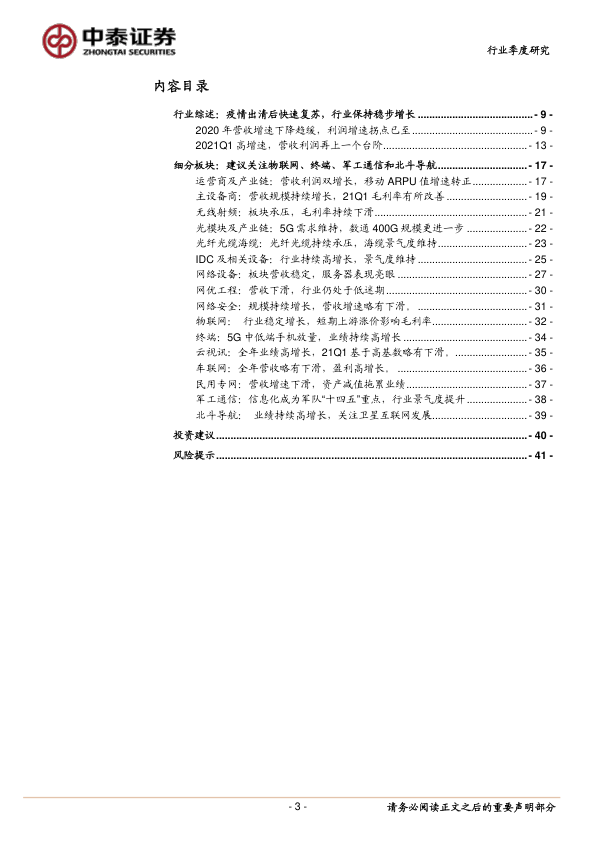 中泰证券
ZHONGTAI SECURITIES
行业季度研究
内容目录
行业综述：疫情出清后快速复苏，行业保持稳步增长 ........................................ - 9 -
2020 年营收增速下降趋缓，利润增速拐点已至 .......................................... - 9 -
2021Q1 高增速，营收利润再上一个台阶 ................................................. - 13 -
细分板块：建议关注物联网、终端、军工通信和北斗导航 ............................... - 17 -
运营商及产业链：营收利润双增长，移动 ARPU 值增速转正 ................... - 17 -
主设备商：营收规模持续增长，21Q1 毛利率有所改善 ............................ - 19 -
无线射频：板块承压，毛利率持续下滑 .................................................... - 21 -
光模块及产业链：5G 需求维持，数通 400G 规模更进一步 ..................... - 22 -
光纤光缆海缆：光纤光缆持续承压，海缆景气度维持 ............................... - 23 -
IDC 及相关设备：行业持续高增长，景气度维持 ..................................... - 25 -
网络设备：板块营收稳定，服务器表现亮眼 ............................................. - 27 -
网优工程：营收下滑，行业仍处于低迷期 ................................................ - 30 -
网络安全：规模持续增长，营收增速略有下滑。 ...................................... - 31 -
物联网： 行业稳定增长，短期上游涨价影响毛利率 ................................. - 32 -
终端：5G 中低端手机放量，业绩持续高增长 .......................................... - 34 -
云视讯：全年业绩高增长，21Q1 基于高基数略有下滑。 ........................ - 35 -
车联网：全年营收略有下滑，盈利高增长。 ............................................. - 36 -
民用专网：营收增速下滑，资产减值拖累业绩 .......................................... - 37 -
军工通信：信息化成为军队“十四五”重点，行业景气度提升 ..................... - 38 -
北斗导航： 业绩持续高增长，关注卫星互联网发展 ................................. - 39 -
投资建议 ............................................................................................................ - 40 -
风险提示 ............................................................................................................ - 41 -
- 3 -
请务必阅读正文之后的重要声明部分